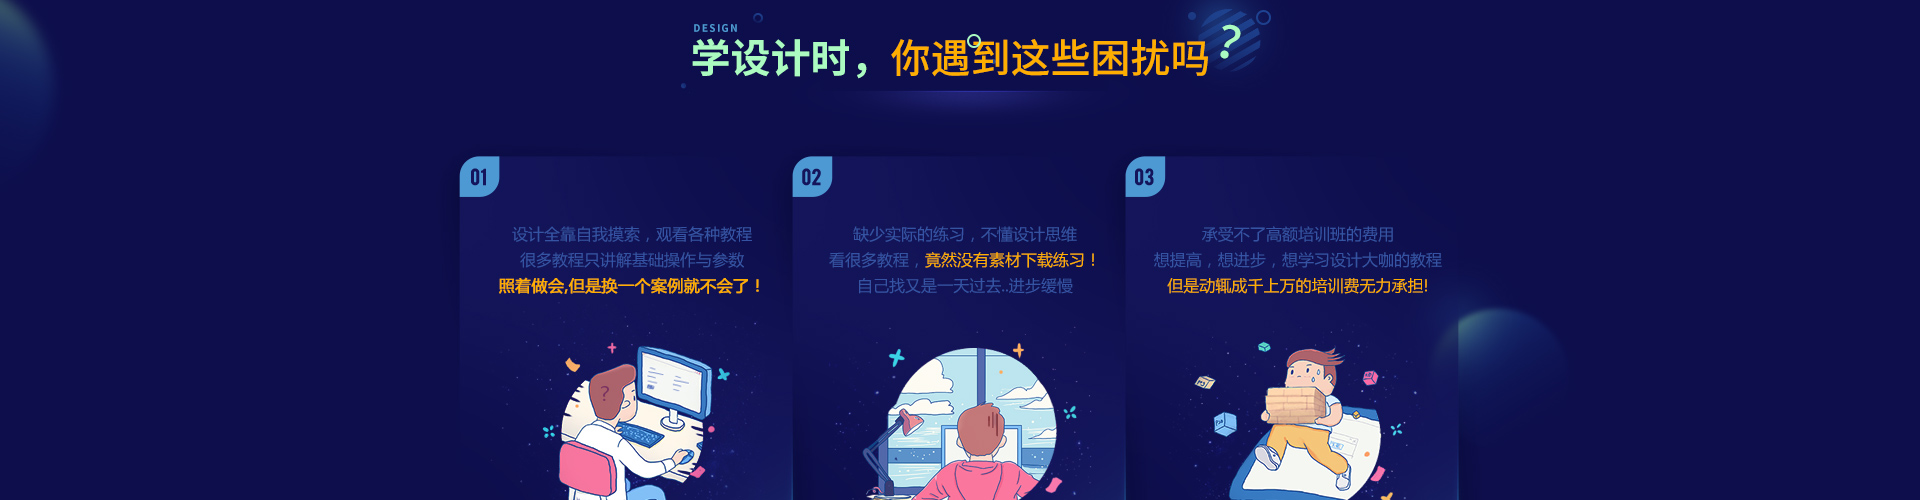 DESIGN
学设计时，你遇到这些困扰吗？
01
设计全靠自我摸索，观看各种教程
很多教程只讲解基础操作与参数
照着做会,但是换一个案例就不会了！
02
缺少实际的练习，不懂设计思维
看很多教程，竟然没有素材下载练习！
自己找又是一天过去..进步缓慢
03
承受不了高额培训班的费用
想提高，想进步，想学习设计大咖的教程
但是动辄成千上万的培训费无力承担!
?